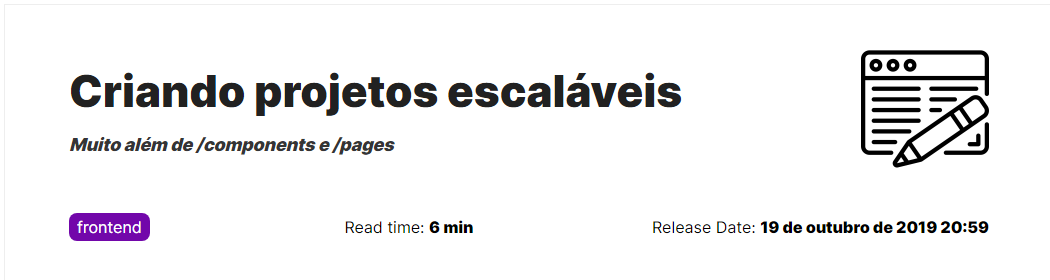 Criando projetos escaláveis
Muito além de /components e /pages
frontend
Read time: 6 min
Release Date: 19 de outubro de 2019 20:59